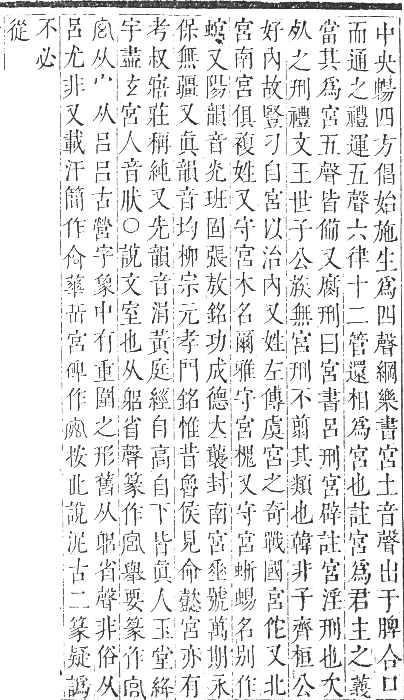 中央暢四方倡始施生爲四聲綱樂書宮土音聲出于脾合口
而通之禮運五聲六律十二管還相爲宮也註宮爲君主之義
當其爲宮五聲皆備又腐刑曰宮書呂刑宮辟註宮淫刑也次
死之刑禮文王世子公族無宮刑不翦其類也韓非子齊桓公
好內故豎刁自宮以治內又姓左傳虞宮之奇戰國宮佗又北
宮南宮俱複姓又守宮木名爾雅守宮槐又守宮蜥蜴名別作
蝖又陽韻音光班固張敖銘功成德大襲封南宮垂號萬期永
保無疆又眞韻音均柳宗元孝門銘惟昔魯侯見命懿宮亦有
考叔寤莊稱純又先韻音涓黃庭經自高自下皆眞人玉堂絳
宇盡玄宮人音肰○說文室也从躳省聲篆作宮舉要篆作宮
宮从宀从呂呂古營字象中有重圍之形舊从躳省聲非俗从
呂尤非又載汗簡作侖華岳宮碑作宮按此說泥古二篆疑譌
不必
從